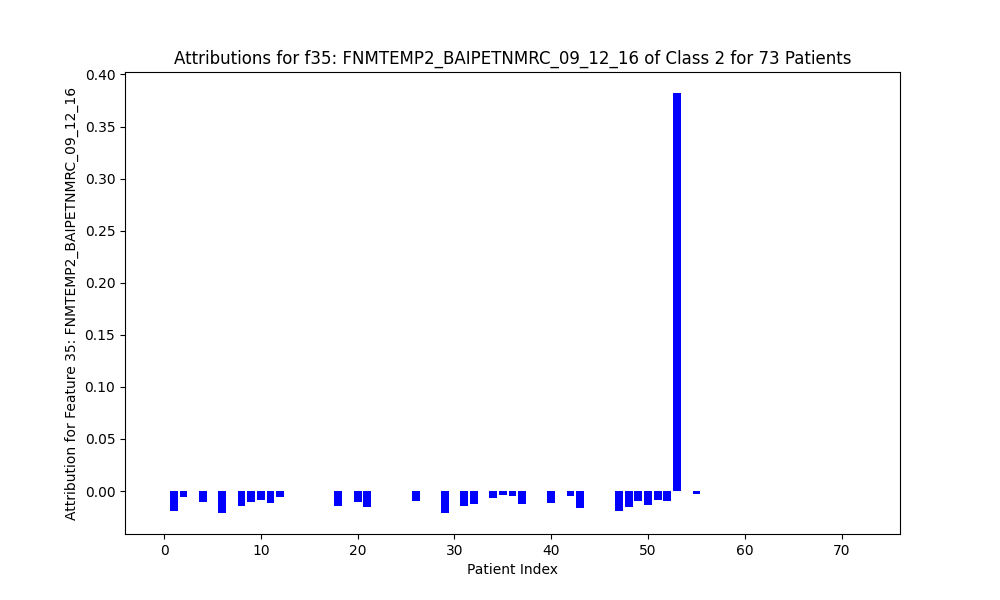 Attributions for f35: FNMTEMP2_BAIPETNMRC_09_12_16 of Class 2 for 73 Patients
Attribution for Feature 35: FNMTEMP2_BAIPETNMRC_09_12_16
0.40
0.35
0.30
0.25
0.20
0.15
0.10
0.05
0.00
0 10 20 30 40 50 60 70
Patient Index